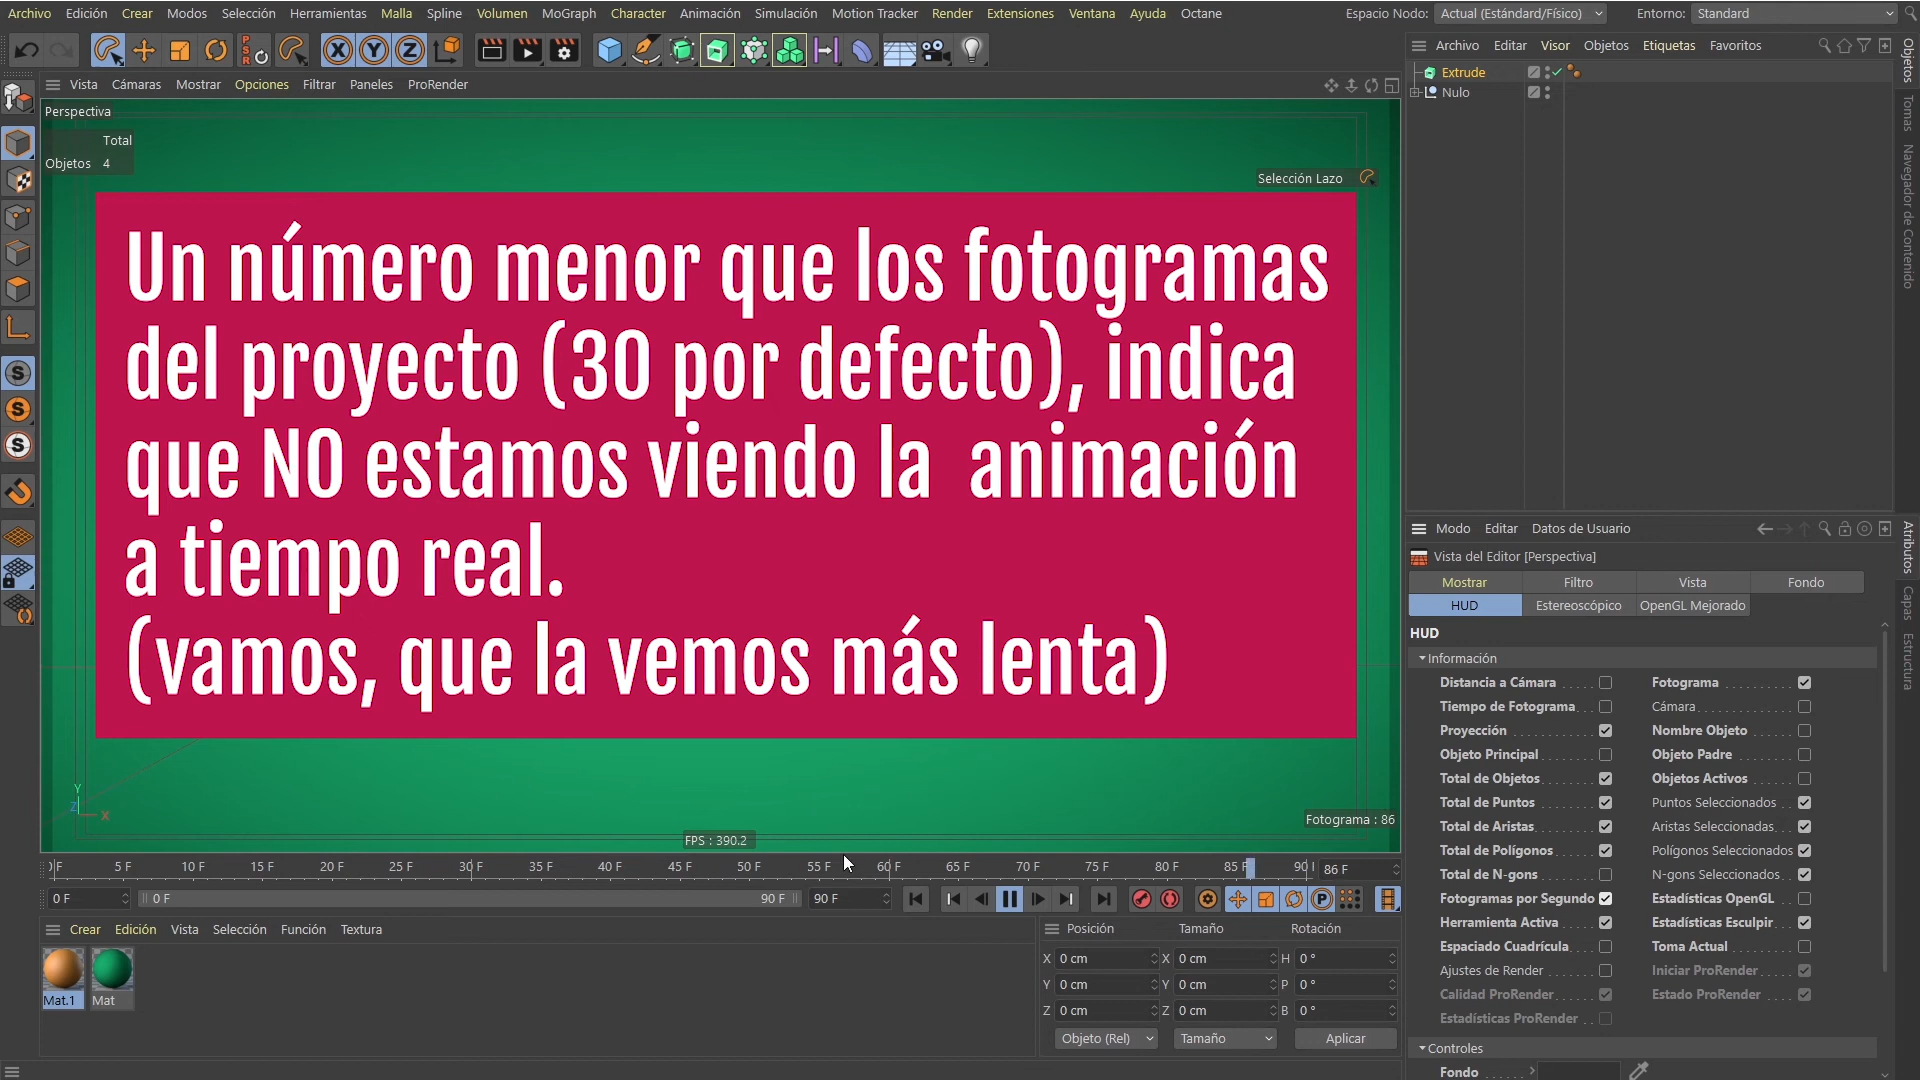 Archivo Edición Crear Modos Selección Herramientas Malla Spline Volumen MoGraph Character Animación Simulación Motion Tracker Render Extensiones Ventana Ayuda Octane Espacio Nodo: Actual (Estándar/Físico) Entorno: Standard
PSR X Y Z
Archivo Editar Visor Objetos Etiquetas Favoritos
Extrude
Nulo
Objetos
Tomas
Navegador de Contenido
Vista Cámaras Mostrar Opciones Filtrar Paneles ProRender
Perspectiva
Total
Objetos 4
Selección Lazo
Un número menor que los fotogramas
del proyecto (30 por defecto), indica
que NO estamos viendo la animación
a tiempo real.
(vamos, que la vemos más lenta)
S
S
S
Y
Z
X
Fotograma : 86
FPS : 390.2
5 F 10 F 15 F 20 F 25 F 30 F 35 F 40 F 45 F 50 F 55 F 60 F 65 F 70 F 75 F 80 F 85 F 90 86 F
0 F 0 F 90 F 90 F P
Crear Edición Vista Selección Función Textura
Mat.1 Mat
Posición Tamaño Rotación
X 0 cm X 0 cm H 0 °
Y 0 cm Y 0 cm P 0 °
Z 0 cm Z 0 cm B 0 °
Objeto (Rel) Tamaño Aplicar
Modo Editar Datos de Usuario
Vista del Editor [Perspectiva]
Mostrar Filtro Vista Fondo
HUD Estereoscópico OpenGL Mejorado
HUD
Información
Distancia a Cámara Fotograma
Tiempo de Fotograma Cámara
Proyección Nombre Objeto
Objeto Principal Objeto Padre
Total de Objetos Objetos Activos
Total de Puntos Puntos Seleccionados
Total de Aristas Aristas Seleccionadas
Total de Polígonos Polígonos Seleccionados
Total de N-gons N-gons Seleccionados
Fotogramas por Segundo Estadísticas OpenGL
Herramienta Activa Estadísticas Esculpir
Espaciado Cuadrícula Toma Actual
Ajustes de Render Iniciar ProRender
Calidad ProRender Estado ProRender
Estadísticas ProRender
Controles
Fondo
Atributos
Capas
Estructura